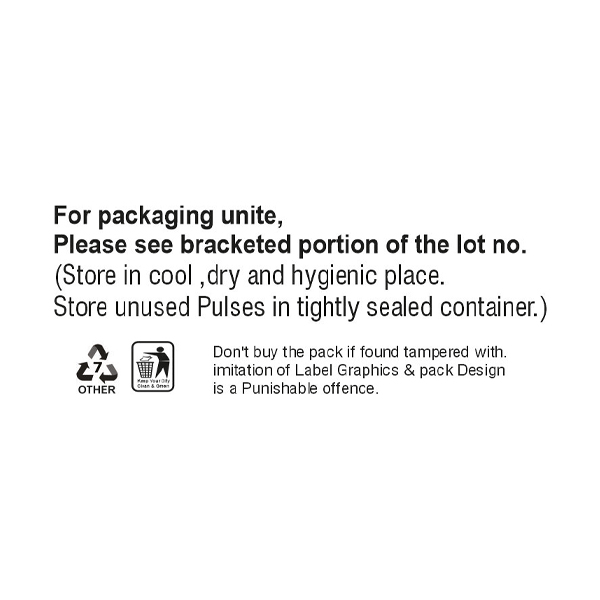 For packaging unite,
Please see bracketed portion of the lot no.
(Store in cool ,dry and hygienic place.
Store unused Pulses in tightly sealed container.)
7
OTHER
Keep Your City
Clean & Green
Don't buy the pack if found tampered with.
imitation of Label Graphics & pack Design
is a Punishable offence.